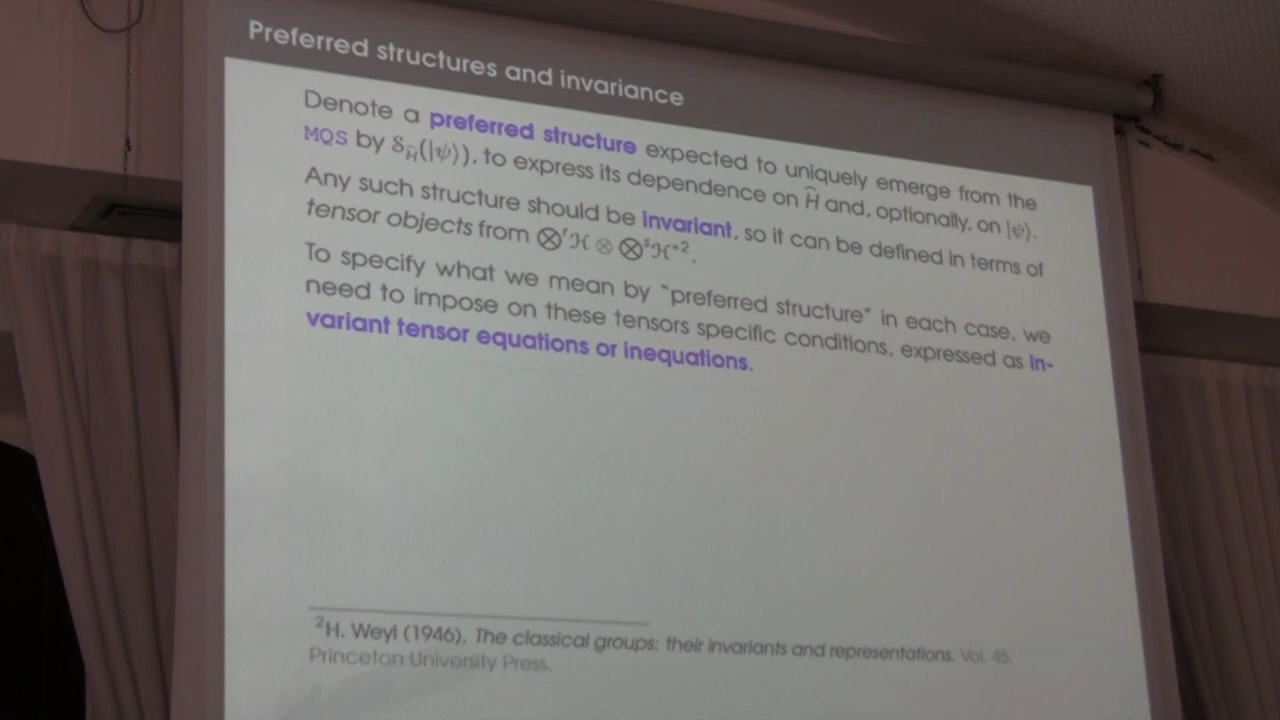 Preferred structures and invariance
Denote a preferred structure expected to uniquely emerge from the
MQS by 𝒮_Ĥ(|ψ⟩), to express its dependence on Ĥ and, optionally, on |ψ⟩.
Any such structure should be invariant, so it can be defined in terms of
tensor objects from ⊗ʳℋ ⊗ ⊗ˢℋ*².
To specify what we mean by "preferred structure" in each case, we
need to impose on these tensors specific conditions, expressed as in-
variant tensor equations or inequations.
²H. Weyl (1946). The classical groups: their invariants and representations. Vol. 45.
Princeton University Press.